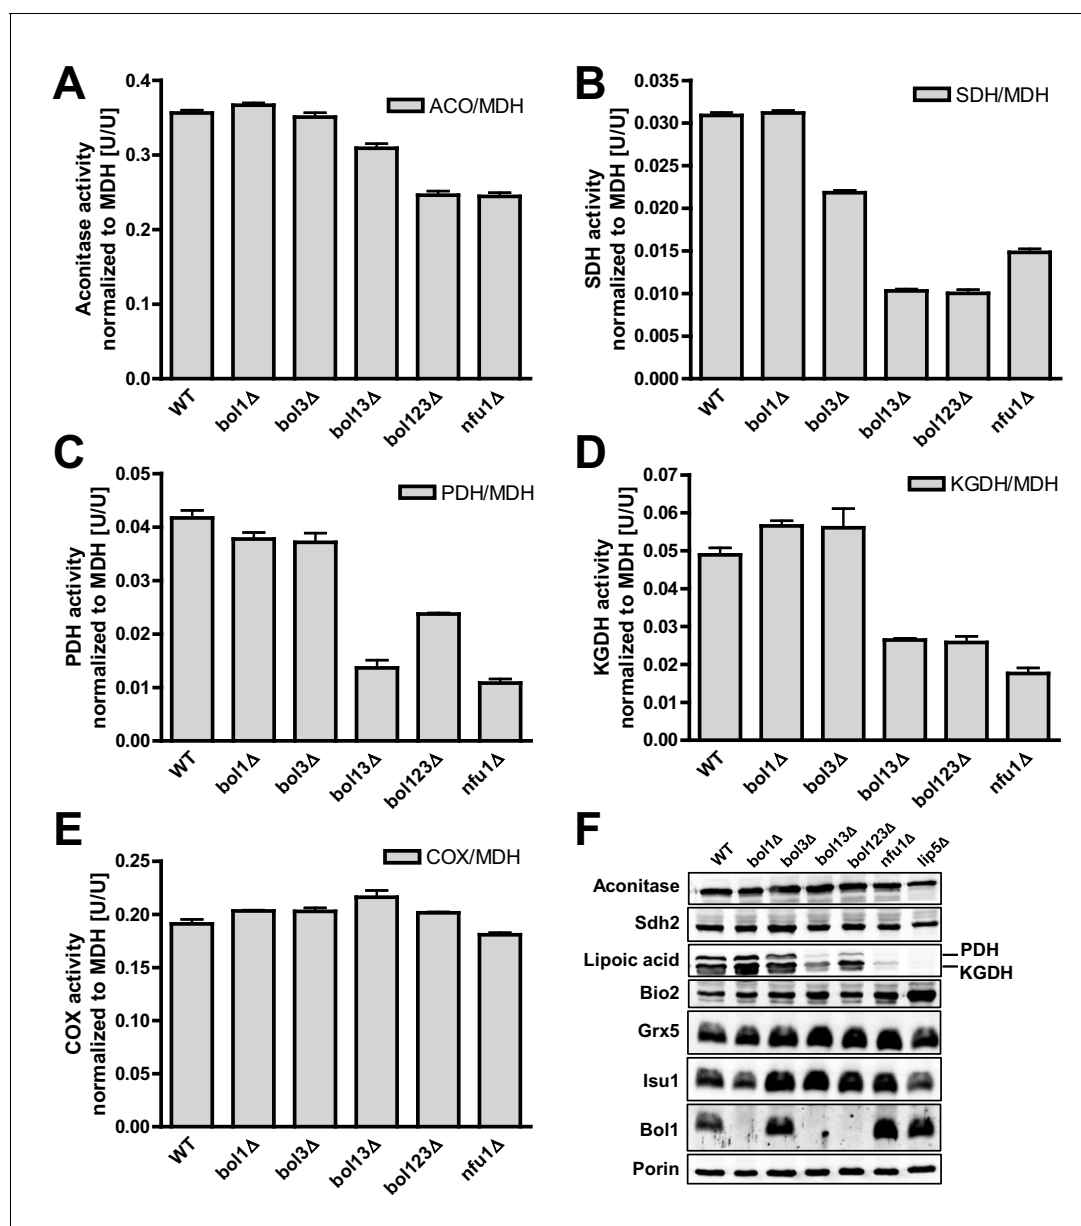 A
Aconitase activity
normalized to MDH [U/U]
0.4
0.3
0.2
0.1
0.0
ACO/MDH
WT
bol1Δ
bol3Δ
bol13Δ
bol123Δ
nfu1Δ
B
SDH activity
normalized to MDH [U/U]
0.035
0.030
0.025
0.020
0.015
0.010
0.005
0.000
SDH/MDH
WT
bol1Δ
bol3Δ
bol13Δ
bol123Δ
nfu1Δ
C
PDH activity
normalized to MDH [U/U]
0.05
0.04
0.03
0.02
0.01
0.00
PDH/MDH
WT
bol1Δ
bol3Δ
bol13Δ
bol123Δ
nfu1Δ
D
KGDH activity
normalized to MDH [U/U]
0.07
0.06
0.05
0.04
0.03
0.02
0.01
0.00
KGDH/MDH
WT
bol1Δ
bol3Δ
bol13Δ
bol123Δ
nfu1Δ
E
COX activity
normalized to MDH [U/U]
0.25
0.20
0.15
0.10
0.05
0.00
COX/MDH
WT
bol1Δ
bol3Δ
bol13Δ
bol123Δ
nfu1Δ
F
WT
bol1Δ
bol3Δ
bol13Δ
bol123Δ
nfu1Δ
lip5Δ
Aconitase
Sdh2
Lipoic acid
PDH
KGDH
Bio2
Grx5
Isu1
Bol1
Porin